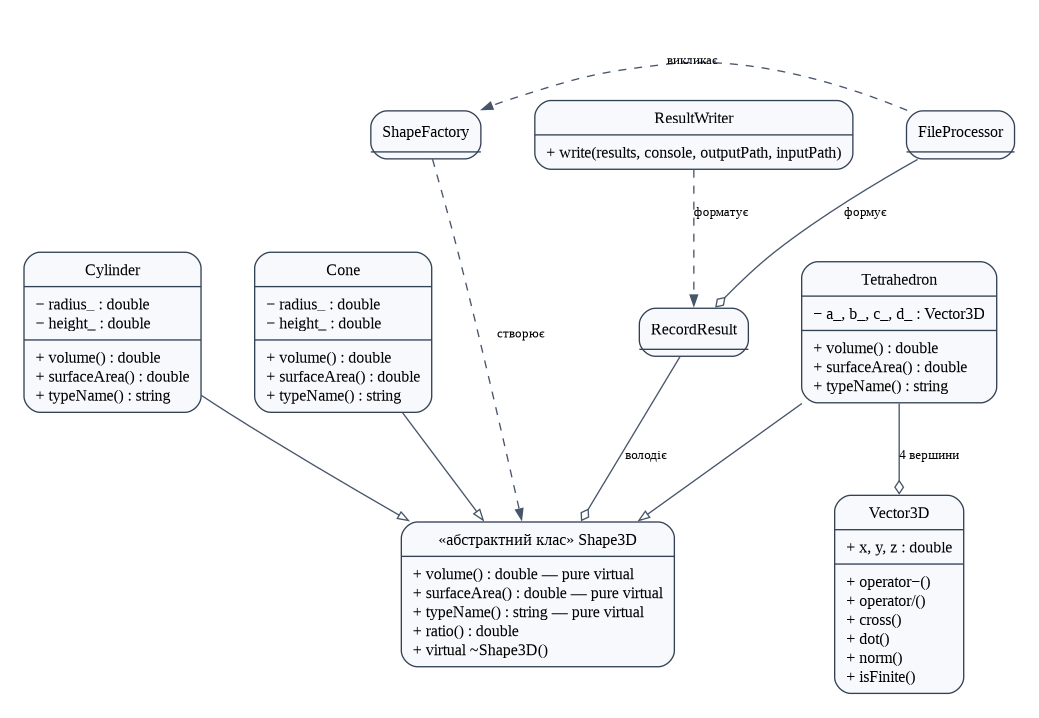 викликає
ShapeFactory
ResultWriter
+ write(results, console, outputPath, inputPath)
FileProcessor
форматує
формує
Cylinder
− radius_ : double
− height_ : double
+ volume() : double
+ surfaceArea() : double
+ typeName() : string
Cone
− radius_ : double
− height_ : double
+ volume() : double
+ surfaceArea() : double
+ typeName() : string
створює
RecordResult
Tetrahedron
− a_, b_, c_, d_ : Vector3D
+ volume() : double
+ surfaceArea() : double
+ typeName() : string
володіє
4 вершини
«абстрактний клас» Shape3D
+ volume() : double — pure virtual
+ surfaceArea() : double — pure virtual
+ typeName() : string — pure virtual
+ ratio() : double
+ virtual ~Shape3D()
Vector3D
+ x, y, z : double
+ operator−()
+ operator/()
+ cross()
+ dot()
+ norm()
+ isFinite()